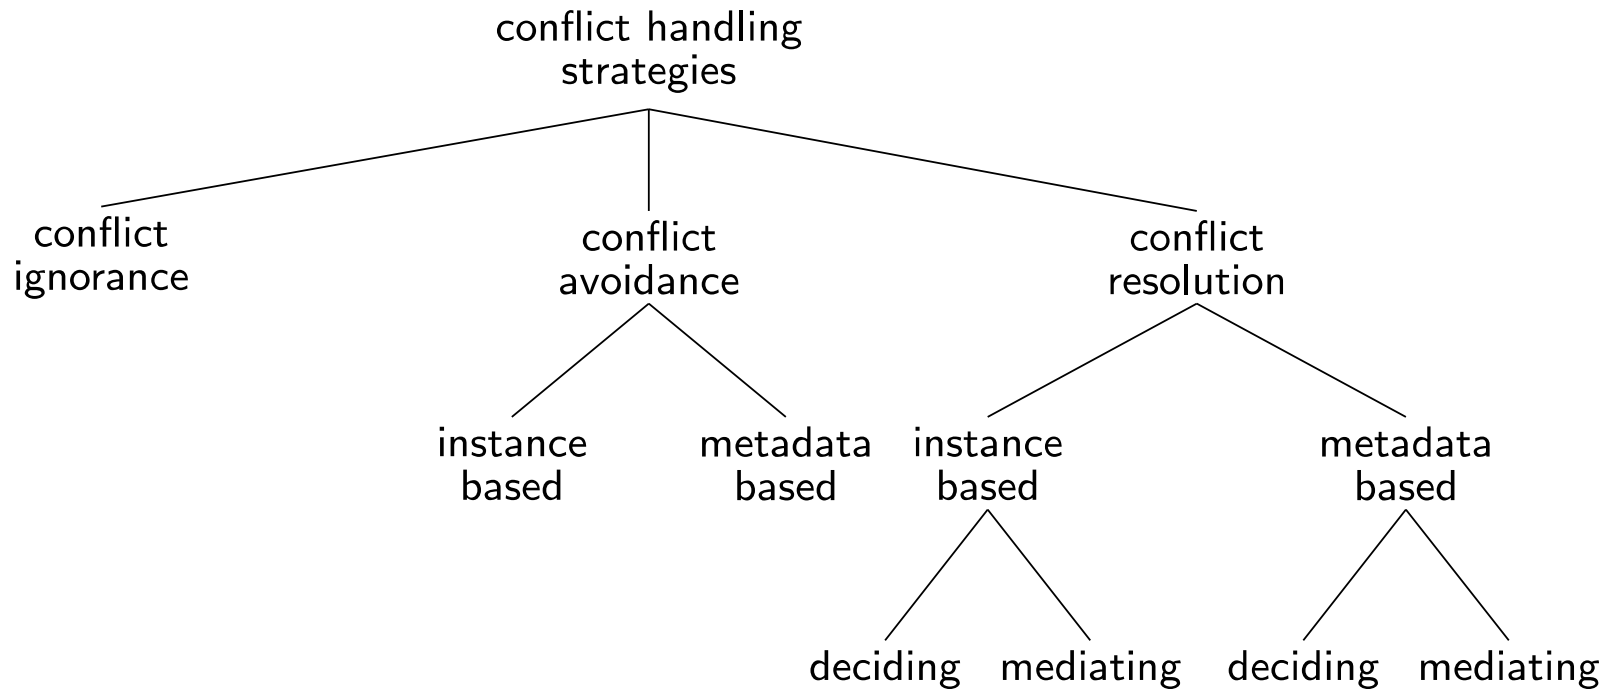 conflict handling
strategies
conflict
ignorance
conflict
avoidance
conflict
resolution
instance
based
metadata
based
instance
based
metadata
based
deciding
mediating
deciding
mediating